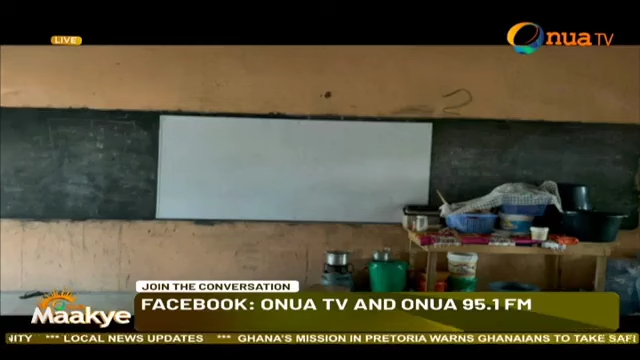 LIVE
Onua TV
JOIN THE CONVERSATION
FACEBOOK: ONUA TV AND ONUA 95.1 FM
Maakye
NITY *** LOCAL NEWS UPDATES *** GHANA'S MISSION IN PRETORIA WARNS GHANAIANS TO TAKE SAFE